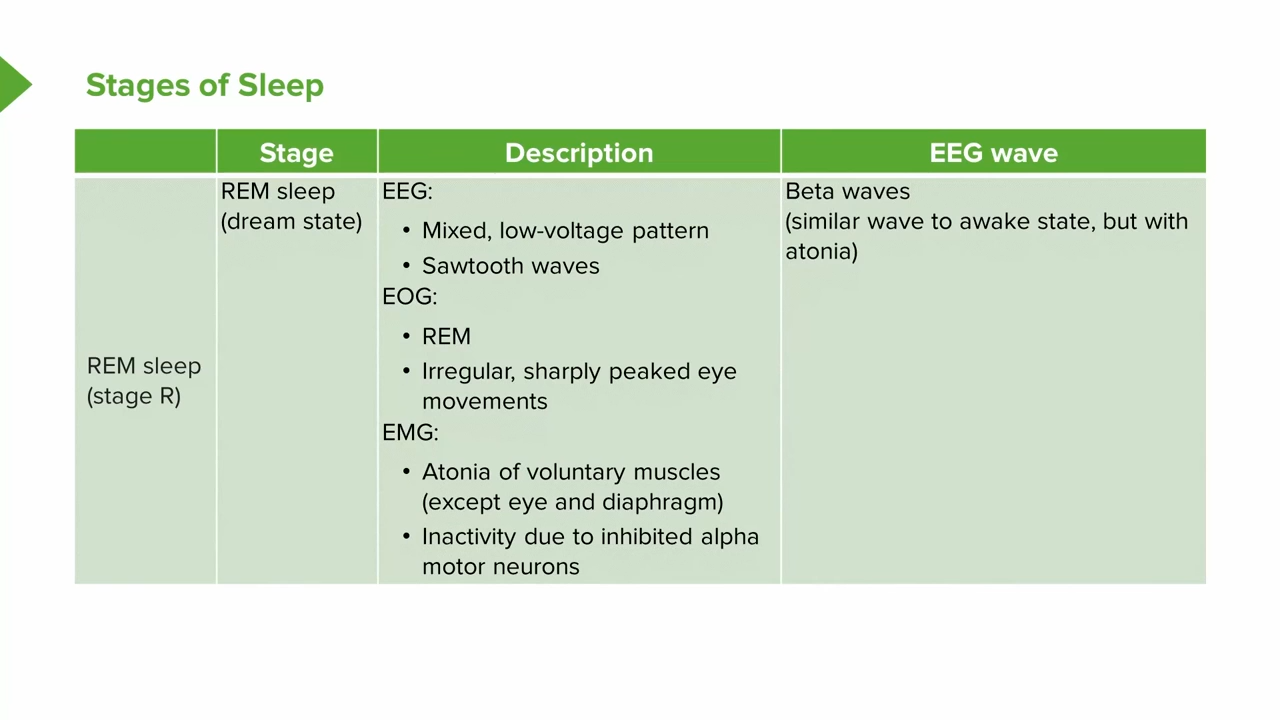 Stages of Sleep
Stage
Description
EEG wave
REM sleep
(stage R)
REM sleep
(dream state)
EEG:
• Mixed, low-voltage pattern
• Sawtooth waves
EOG:
• REM
• Irregular, sharply peaked eye
movements
EMG:
• Atonia of voluntary muscles
(except eye and diaphragm)
• Inactivity due to inhibited alpha
motor neurons
Beta waves
(similar wave to awake state, but with
atonia)